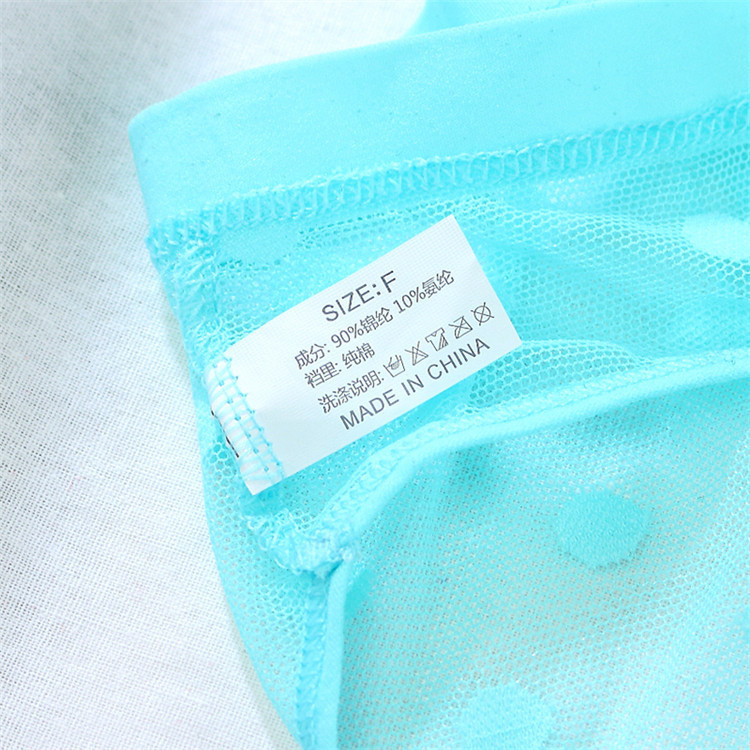 SIZE: F
成分: 90%锦纶 10%氨纶
裆里: 纯棉
洗涤说明:
MADE IN CHINA